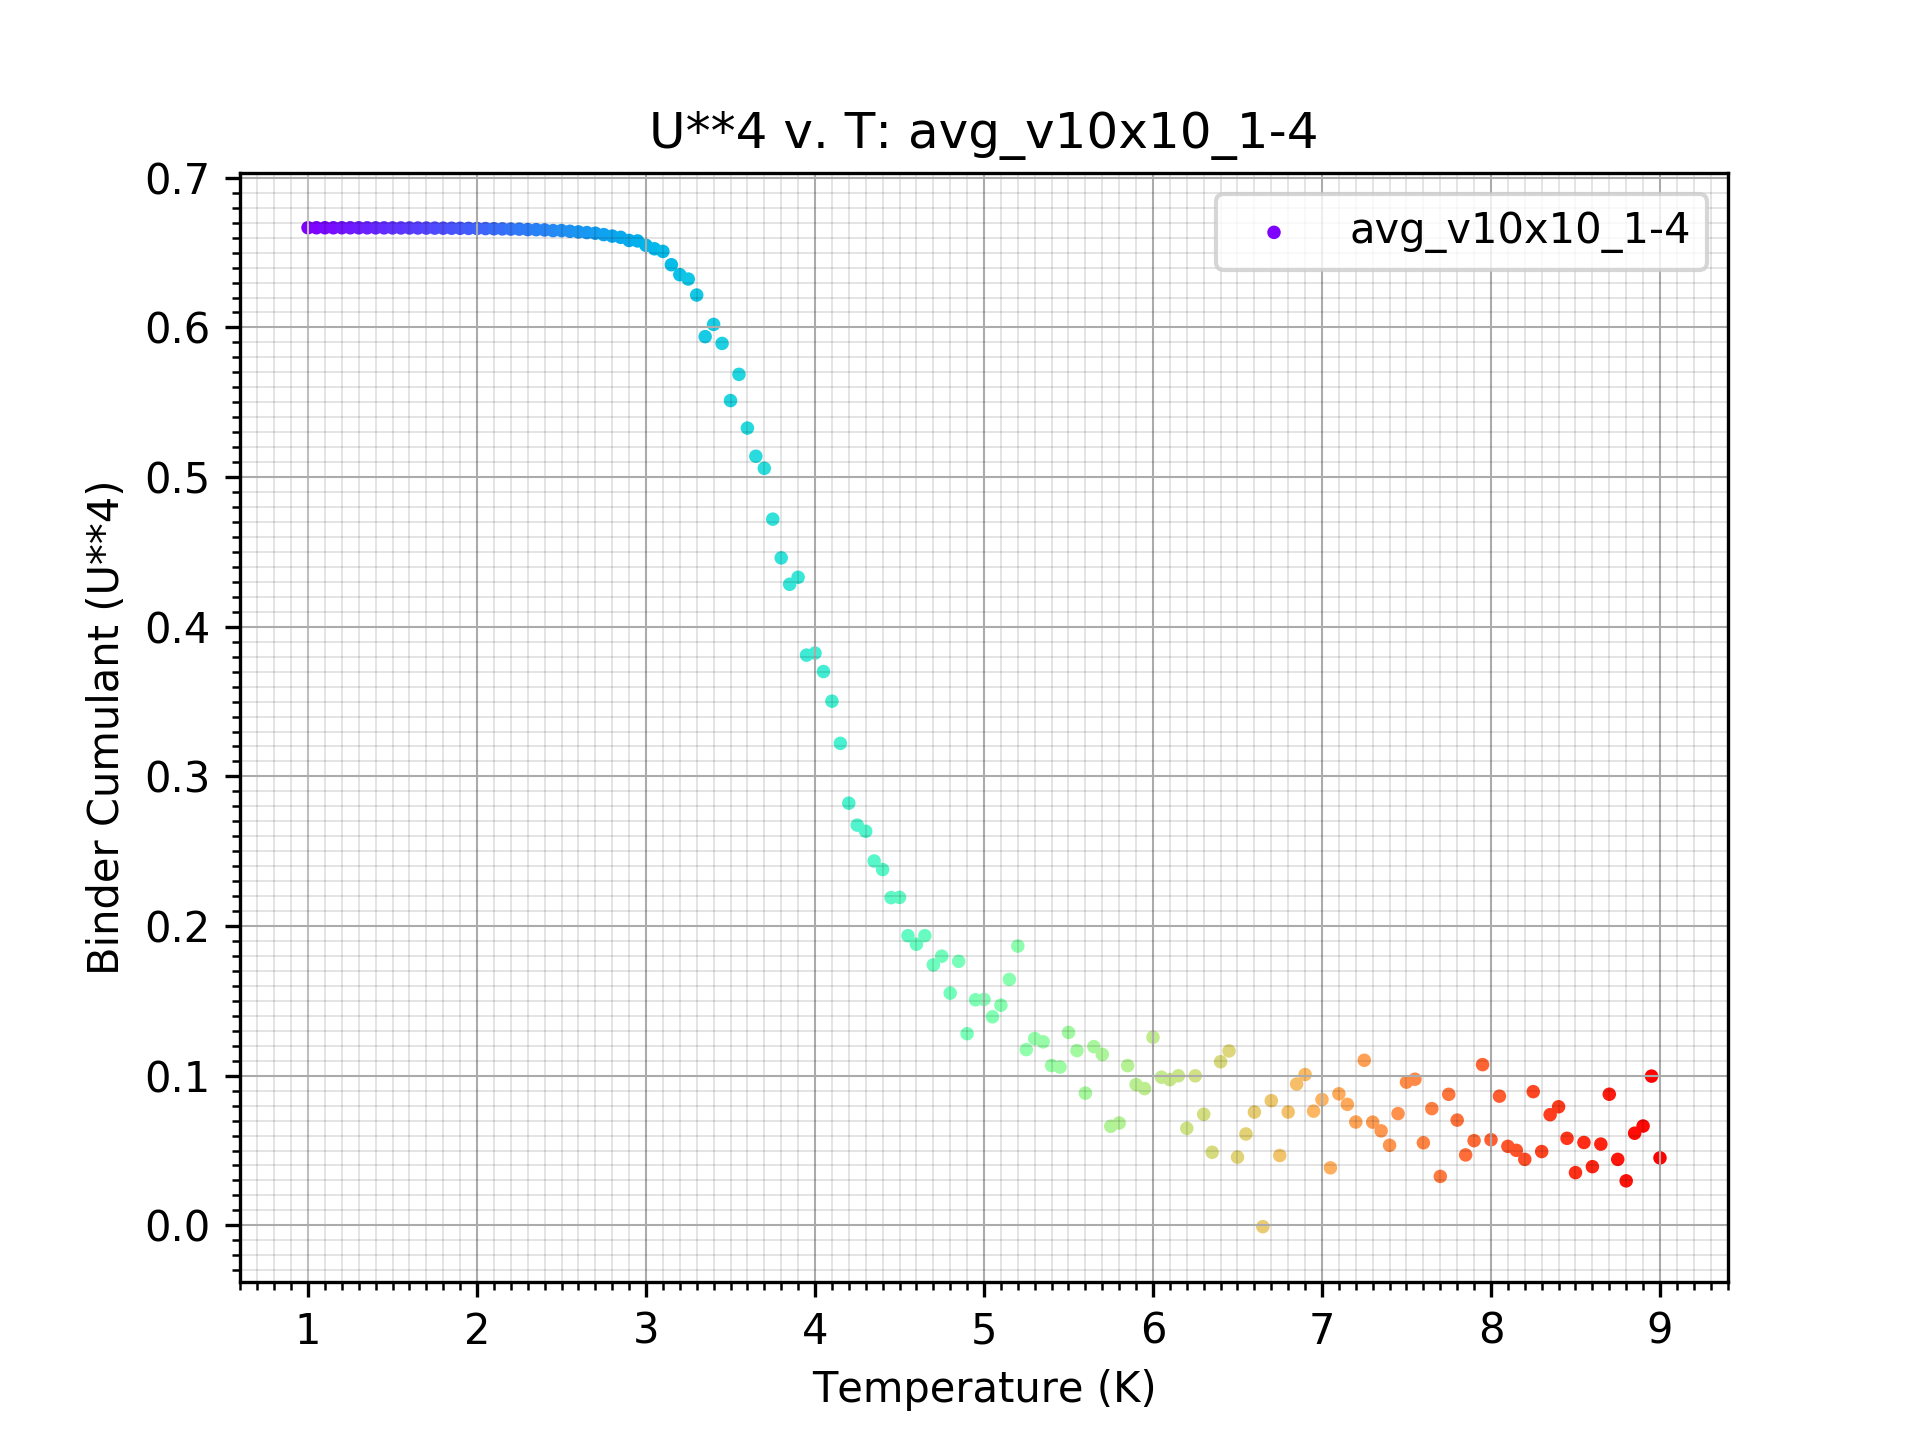 U**4 v. T: avg_v10x10_1-4
avg_v10x10_1-4
0.7
0.6
0.5
0.4
0.3
0.2
0.1
0.0
Binder Cumulant (U**4)
1 2 3 4 5 6 7 8 9
Temperature (K)